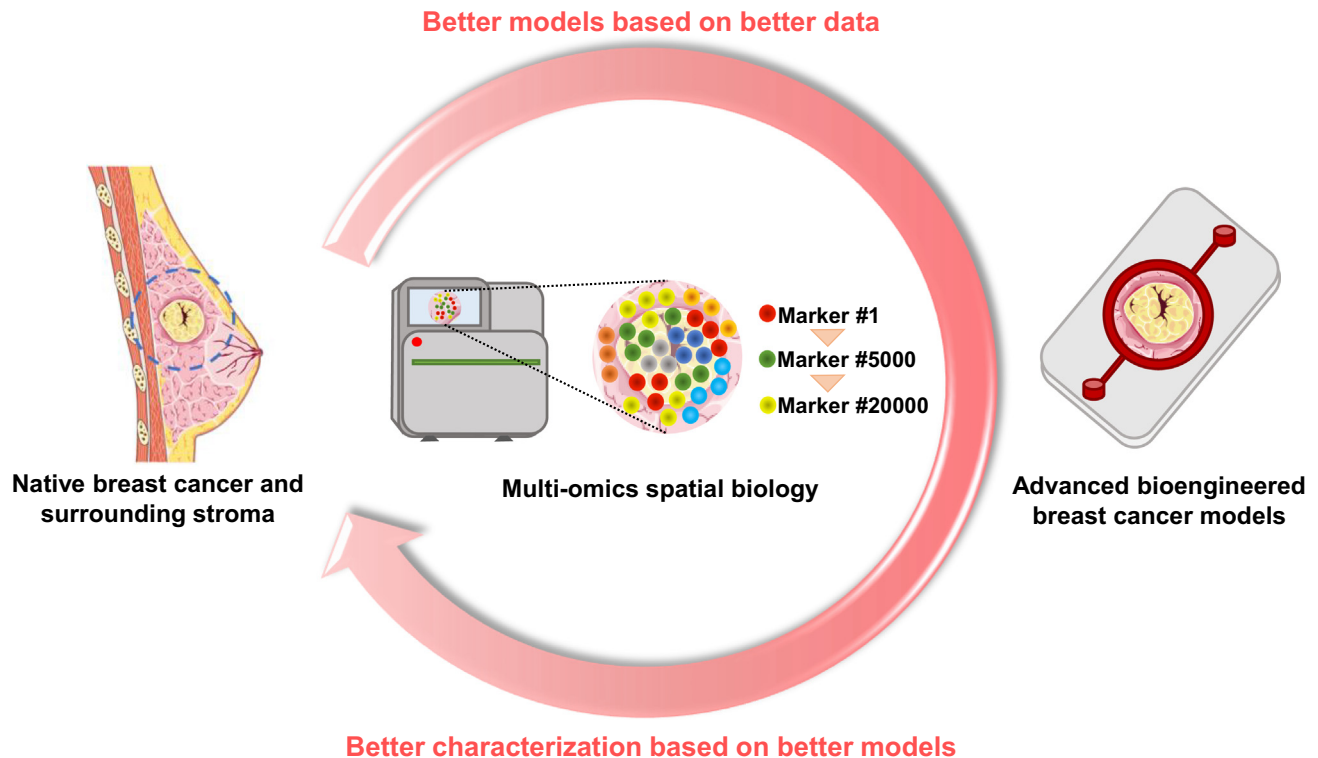 Better models based on better data
Marker #1
Marker #5000
Marker #20000
Native breast cancer and
surrounding stroma
Multi-omics spatial biology
Advanced bioengineered
breast cancer models
Better characterization based on better models